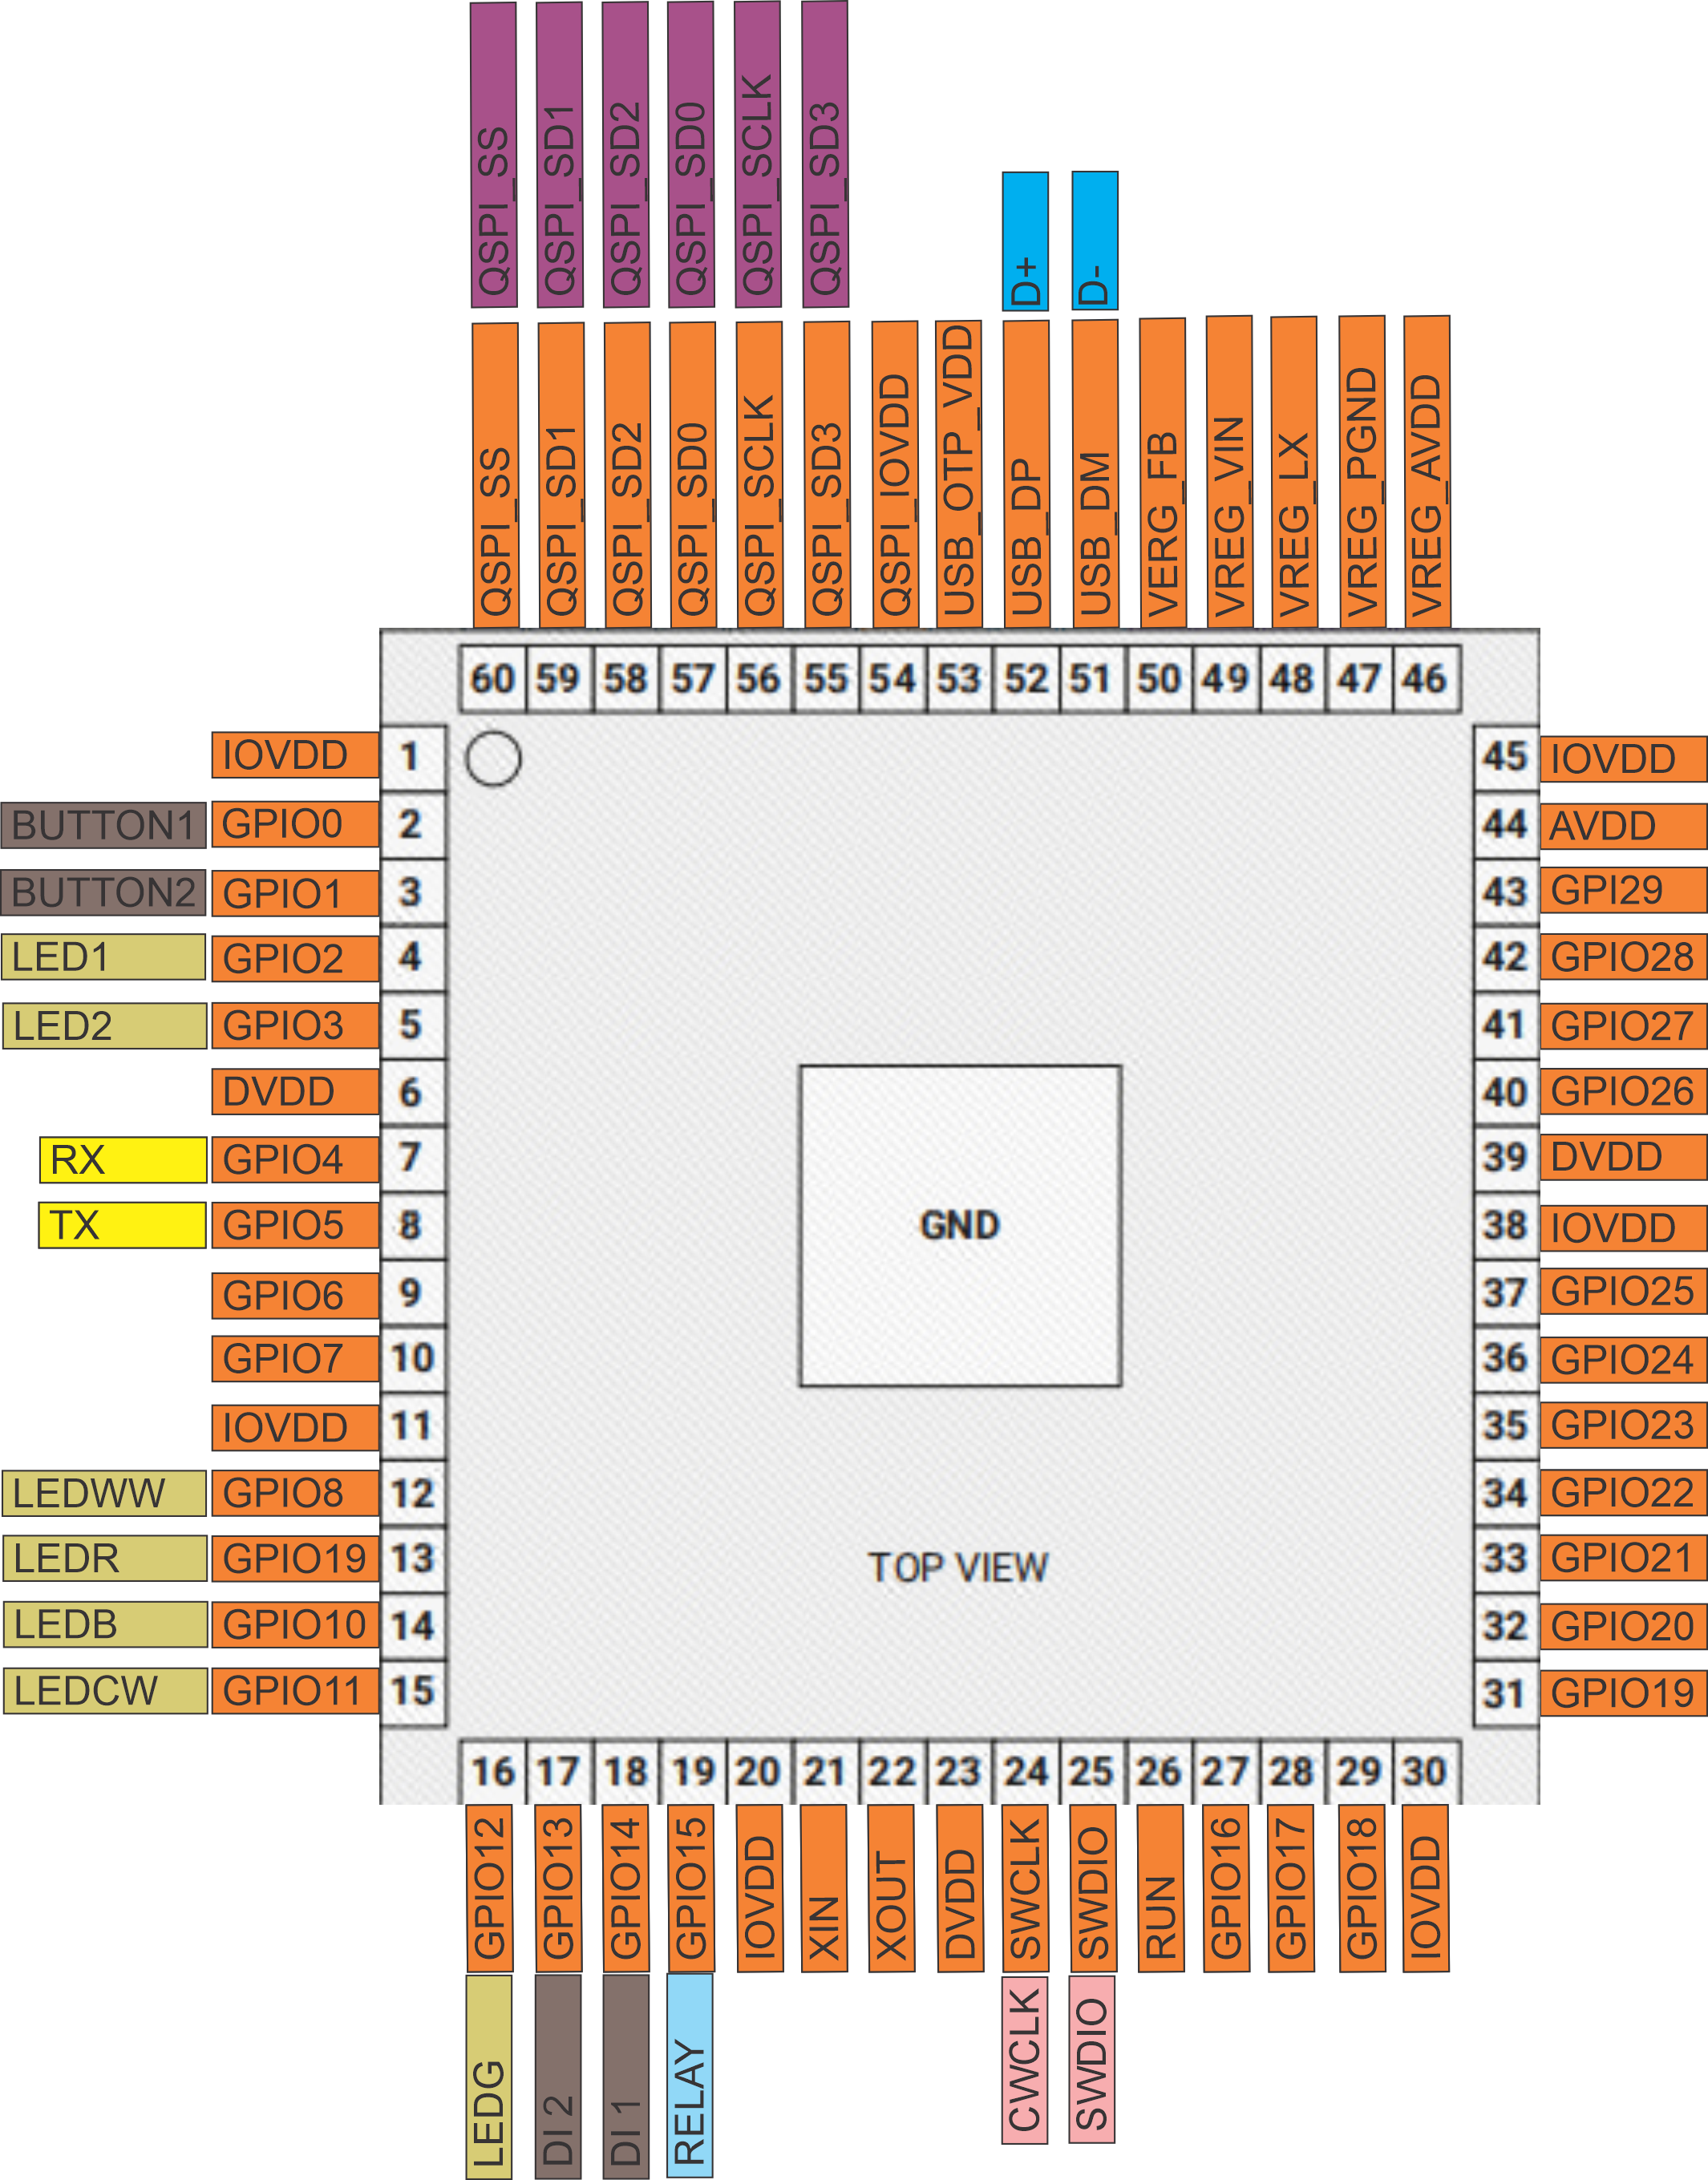 QSPI_SS
QSPI_SD1
QSPI_SD2
QSPI_SD0
QSPI_SCLK
QSPI_SD3
D+
D-
QSPI_SS
QSPI_SD1
QSPI_SD2
QSPI_SD0
QSPI_SCLK
QSPI_SD3
QSPI_IOVDD
USB_OTP_VDD
USB_DP
USB_DM
VERG_FB
VREG_VIN
VREG_LX
VREG_PGND
VREG_AVDD
60 59 58 57 56 55 54 53 52 51 50 49 48 47 46
IOVDD 1 45 IOVDD
BUTTON1 GPIO0 2 44 AVDD
BUTTON2 GPIO1 3 43 GPI29
LED1 GPIO2 4 42 GPIO28
LED2 GPIO3 5 41 GPIO27
DVDD 6 40 GPIO26
RX GPIO4 7 39 DVDD
TX GPIO5 8 GND 38 IOVDD
GPIO6 9 37 GPIO25
GPIO7 10 36 GPIO24
IOVDD 11 35 GPIO23
LEDWW GPIO8 12 34 GPIO22
LEDR GPIO19 13 TOP VIEW 33 GPIO21
LEDB GPIO10 14 32 GPIO20
LEDCW GPIO11 15 31 GPIO19
16 17 18 19 20 21 22 23 24 25 26 27 28 29 30
GPIO12
GPIO13
GPIO14
GPIO15
IOVDD
XIN
XOUT
DVDD
SWCLK
SWDIO
RUN
GPIO16
GPIO17
GPIO18
IOVDD
LEDG
DI 2
DI 1
RELAY
CWCLK
SWDIO